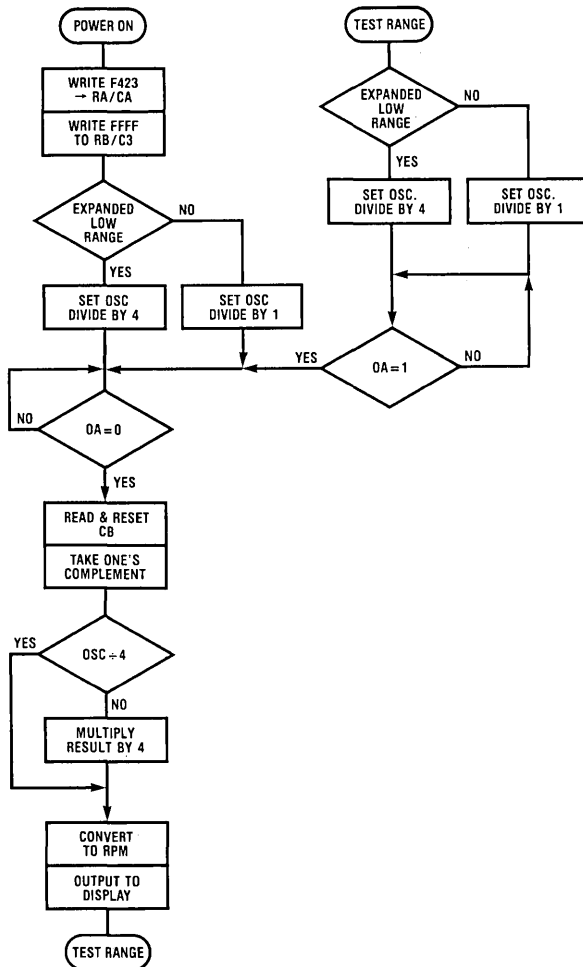 POWER ON
WRITE F423
→ RA/CA
WRITE FFFF
TO RB/C3
EXPANDED
LOW
RANGE
NO
YES
SET OSC
DIVIDE BY 4
SET OSC
DIVIDE BY 1
NO
OA=0
YES
READ & RESET
CB
TAKE ONE'S
COMPLEMENT
YES
OSC÷4
NO
MULTIPLY
RESULT BY 4
CONVERT
TO RPM
OUTPUT TO
DISPLAY
TEST RANGE
TEST RANGE
EXPANDED
LOW
RANGE
NO
YES
SET OSC.
DIVIDE BY 4
SET OSC.
DIVIDE BY 1
YES
OA=1
NO